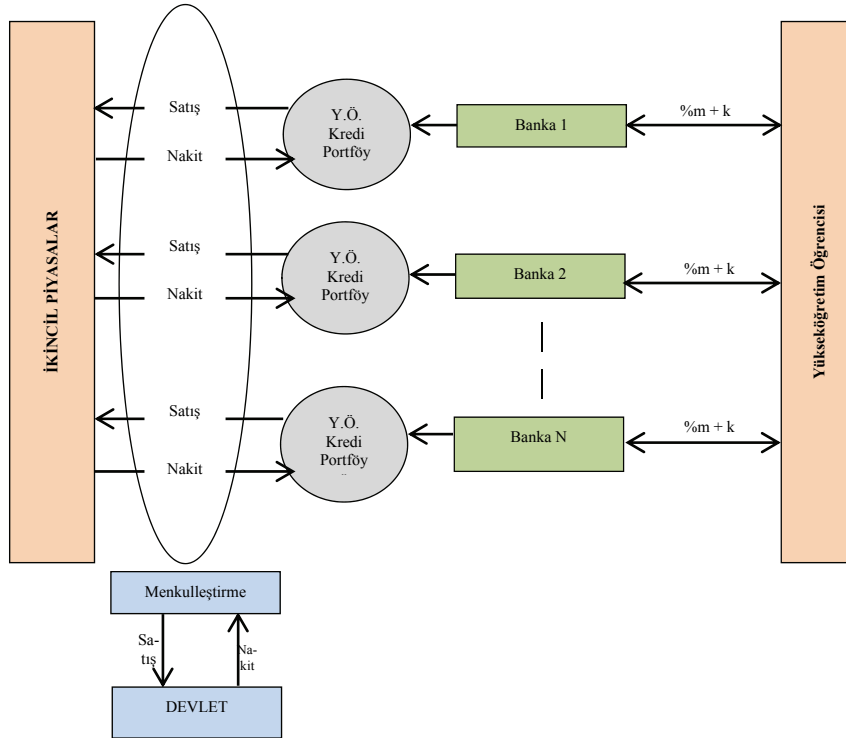 İKİNCİL PİYASALAR
Satış
Nakit
Y.Ö.
Kredi
Portföy
Banka 1
%m + k
Satış
Nakit
Y.Ö.
Kredi
Portföy
Banka 2
%m + k
Satış
Nakit
Y.Ö.
Kredi
Portföy
Banka N
%m + k
Yükseköğretim Öğrencisi
Menkulleştirme
Sa-
tış
Na-
kit
DEVLET